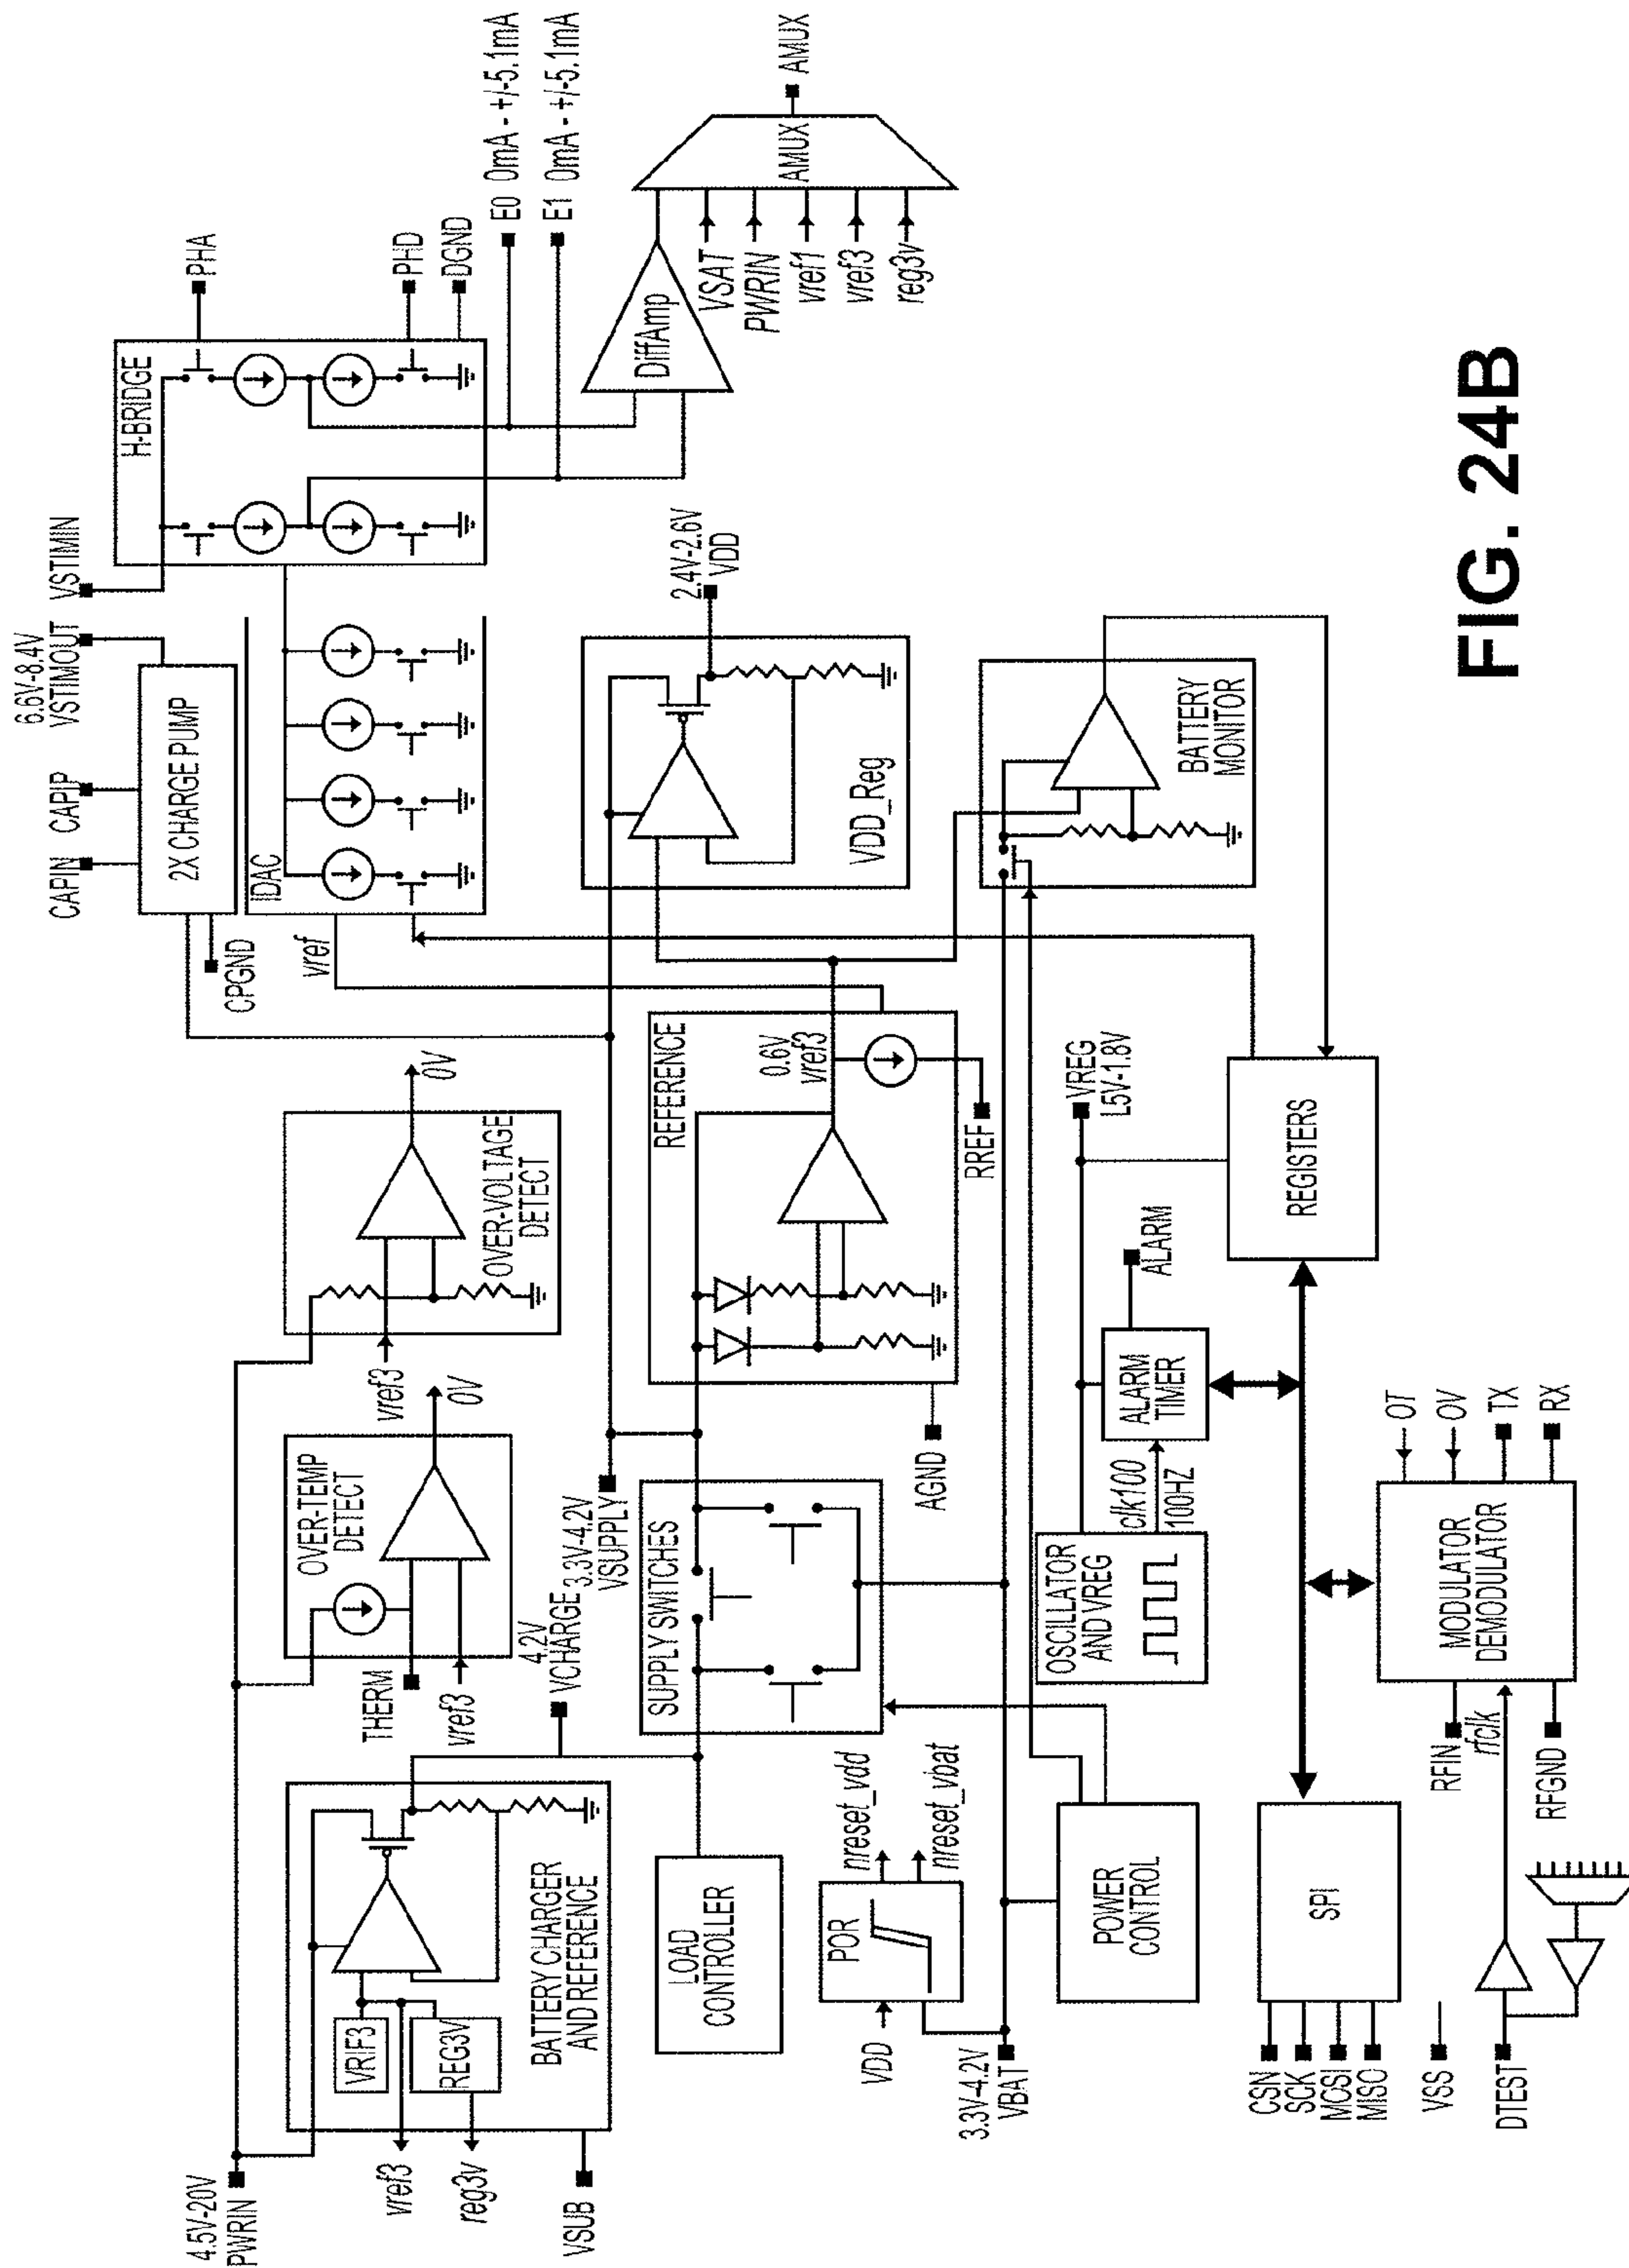 4.5V-20V
PWRIN
vref3
reg3v
VSUB
VRIF3
REG3V
BATTERY CHARGER
AND REFERENCE
THERM
vref3
OVER-TEMP
DETECT
0V
vref3
OVER-VOLTAGE
DETECT
0V
CPGND
CAPIN
CAPIP
6.6V-8.4V
VSTIMOUT
VSTIMIN
2X CHARGE PUMP
vref
IDAC
H-BRIDGE
PHA
PHD
DGND
E0 0mA - +/-5.1mA
E1 0mA - +/-5.1mA
DiffAmp
VSAT
PWRIN
vref1
vref3
reg3v
AMUX
AMUX
4.2V
VCHARGE
3.3V-4.2V
VSUPPLY
LOAD
CONTROLLER
SUPPLY SWITCHES
AGND
REFERENCE
0.6V
vref3
RREF
VDD_Reg
2.4V-2.6V
VDD
VDD
POR
nreset_vdd
nreset_vbat
3.3V-4.2V
VBAT
POWER
CONTROL
BATTERY
MONITOR
OSCILLATOR
AND VREG
clk100
100HZ
ALARM
TIMER
ALARM
VREG
L5V-1.8V
REGISTERS
CSN
SCK
MOSI
MISO
SPI
VSS
DTEST
RFIN
rfclk
RFGND
MODULATOR
DEMODULATOR
OT
OV
TX
RX
FIG. 24B